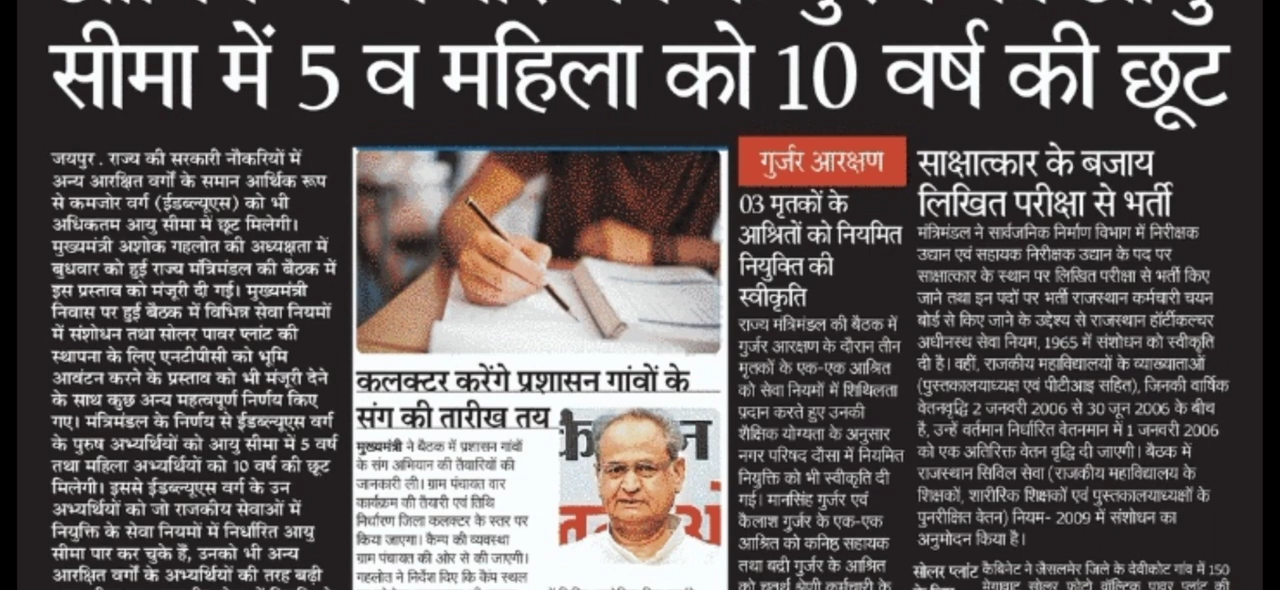 सीमा में 5 व महिला को 10 वर्ष की छूट
जयपुर . राज्य की सरकारी नौकरियों में
अन्य आरक्षित वर्गों के समान आर्थिक रूप
से कमजोर वर्ग (ईडब्ल्यूएस) को भी
अधिकतम आयु सीमा में छूट मिलेगी।
मुख्यमंत्री अशोक गहलोत की अध्यक्षता में
बुधवार को हुई राज्य मंत्रिमंडल की बैठक में
इस प्रस्ताव को मंजूरी दी गई। मुख्यमंत्री
निवास पर हुई बैठक में विभिन्न सेवा नियमों
में संशोधन तथा सोलर पावर प्लांट की
स्थापना के लिए एनटीपीसी को भूमि
आवंटन करने के प्रस्ताव को भी मंजूरी देने
के साथ कुछ अन्य महत्वपूर्ण निर्णय किए
गए। मंत्रिमंडल के निर्णय से ईडब्ल्यूएस वर्ग
के पुरुष अभ्यर्थियों को आयु सीमा में 5 वर्ष
तथा महिला अभ्यर्थियों को 10 वर्ष की छूट
मिलेगी। इससे ईडब्ल्यूएस वर्ग के उन
अभ्यर्थियों को जो राजकीय सेवाओं में
नियुक्ति के सेवा नियमों में निर्धारित आयु
सीमा पार कर चुके हैं, उनको भी अन्य
आरक्षित वर्गों के अभ्यर्थियों की तरह बढ़ी
कलक्टर करेंगे प्रशासन गांवों के
संग की तारीख तय
मुख्यमंत्री ने बैठक में प्रशासन गांवों
के संग अभियान की तैयारियों की
जानकारी ली। ग्राम पंचायत वार
कार्यक्रम की तैयारी एवं तिथि
निर्धारण जिला कलक्टर के स्तर पर
किया जाएगा। कैम्प की व्यवस्था
ग्राम पंचायत की ओर से की जाएगी।
गहलोत ने निर्देश दिए कि कैंप स्थल
गुर्जर आरक्षण
03 मृतकों के
आश्रितों को नियमित
नियुक्ति की
स्वीकृति
राज्य मंत्रिमंडल की बैठक में
गुर्जर आरक्षण के दौरान तीन
मृतकों के एक-एक आश्रित
को सेवा नियमों में शिथिलता
प्रदान करते हुए उनकी
शैक्षिक योग्यता के अनुसार
नगर परिषद दौसा में नियमित
नियुक्ति को भी स्वीकृति दी
गई। मानसिंह गुर्जर एवं
कैलाश गुर्जर के एक-एक
आश्रित को कनिष्ठ सहायक
तथा बद्री गुर्जर के आश्रित
को चतुर्थ श्रेणी कर्मचारी के
साक्षात्कार के बजाय
लिखित परीक्षा से भर्ती
मंत्रिमंडल ने सार्वजनिक निर्माण विभाग में निरीक्षक
उद्यान एवं सहायक निरीक्षक उद्यान के पद पर
साक्षात्कार के स्थान पर लिखित परीक्षा से भर्ती किए
जाने तथा इन पदों पर भर्ती राजस्थान कर्मचारी चयन
बोर्ड से किए जाने के उद्देश्य से राजस्थान हॉर्टीकल्चर
अधीनस्थ सेवा नियम, 1965 में संशोधन को स्वीकृति
दी है। वहीं, राजकीय महाविद्यालयों के व्याख्याताओं
(पुस्तकालयाध्यक्ष एवं पीटीआइ सहित), जिनकी वार्षिक
वेतनवृद्धि 2 जनवरी 2006 से 30 जून 2006 के बीच
है, उन्हें वर्तमान निर्धारित वेतनमान में 1 जनवरी 2006
को एक अतिरिक्त वेतन वृद्धि दी जाएगी। बैठक में
राजस्थान सिविल सेवा (राजकीय महाविद्यालय के
शिक्षकों, शारीरिक शिक्षकों एवं पुस्तकालयाध्यक्षों के
पुनरीक्षित वेतन) नियम- 2009 में संशोधन का
अनुमोदन किया है।
सोलर प्लांट कैबिनेट ने जैसलमेर जिले के देवीकोट गांव में 150
मेगावाट सोलर फोटो वॉल्टिक पावर प्लांट की